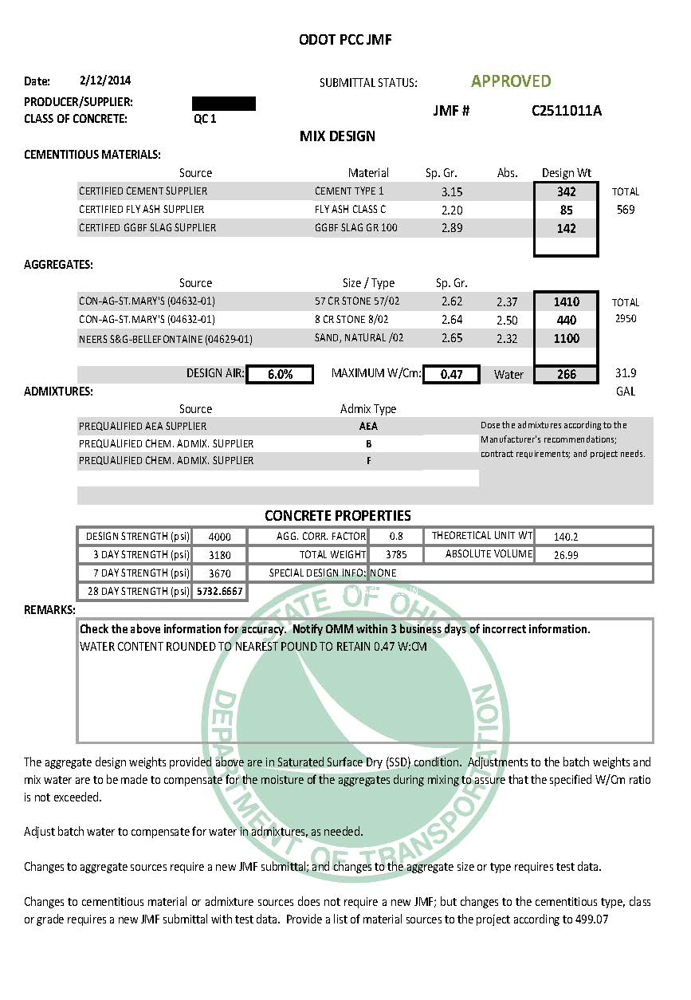 ODOT PCC JMF
Date: 2/12/2014 SUBMITTAL STATUS: APPROVED
PRODUCER/SUPPLIER:
JMF # C2511011A
CLASS OF CONCRETE: QC 1
MIX DESIGN
CEMENTITIOUS MATERIALS:
Source Material Sp. Gr. Abs. Design Wt
CERTIFIED CEMENT SUPPLIER CEMENT TYPE 1 3.15 342 TOTAL
CERTIFIED FLY ASH SUPPLIER FLY ASH CLASS C 2.20 85 569
CERTIFED GGBF SLAG SUPPLIER GGBF SLAG GR 100 2.89 142
AGGREGATES:
Source Size / Type Sp. Gr.
CON-AG-ST.MARY'S (04632-01) 57 CR STONE 57/02 2.62 2.37 1410 TOTAL
CON-AG-ST.MARY'S (04632-01) 8 CR STONE 8/02 2.64 2.50 440 2950
NEERS S&G-BELLEFONTAINE (04629-01) SAND, NATURAL /02 2.65 2.32 1100
DESIGN AIR: 6.0% MAXIMUM W/Cm: 0.47 Water 266 31.9
ADMIXTURES: GAL
Source Admix Type
PREQUALIFIED AEA SUPPLIER AEA Dose the admixtures according to the
PREQUALIFIED CHEM. ADMIX. SUPPLIER B Manufacturer's recommendations;
PREQUALIFIED CHEM. ADMIX. SUPPLIER F contract requirements; and project needs.
CONCRETE PROPERTIES
DESIGN STRENGTH (psi) 4000 AGG. CORR. FACTOR 0.8 THEORETICAL UNIT WT 140.2
3 DAY STRENGTH (psi) 3180 TOTAL WEIGHT 3785 ABSOLUTE VOLUME 26.99
7 DAY STRENGTH (psi) 3670 SPECIAL DESIGN INFO: NONE
28 DAY STRENGTH (psi) 5732.6667
STATE OF OHIO
DEPARTMENT OF TRANSPORTATION
REMARKS:
Check the above information for accuracy. Notify OMM within 3 business days of incorrect information.
WATER CONTENT ROUNDED TO NEAREST POUND TO RETAIN 0.47 W:CM
The aggregate design weights provided above are in Saturated Surface Dry (SSD) condition. Adjustments to the batch weights and
mix water are to be made to compensate for the moisture of the aggregates during mixing to assure that the specified W/Cm ratio
is not exceeded.
Adjust batch water to compensate for water in admixtures, as needed.
Changes to aggregate sources require a new JMF submittal; and changes to the aggregate size or type requires test data.
Changes to cementitious material or admixture sources does not require a new JMF; but changes to the cementitious type, class
or grade requires a new JMF submittal with test data. Provide a list of material sources to the project according to 499.07